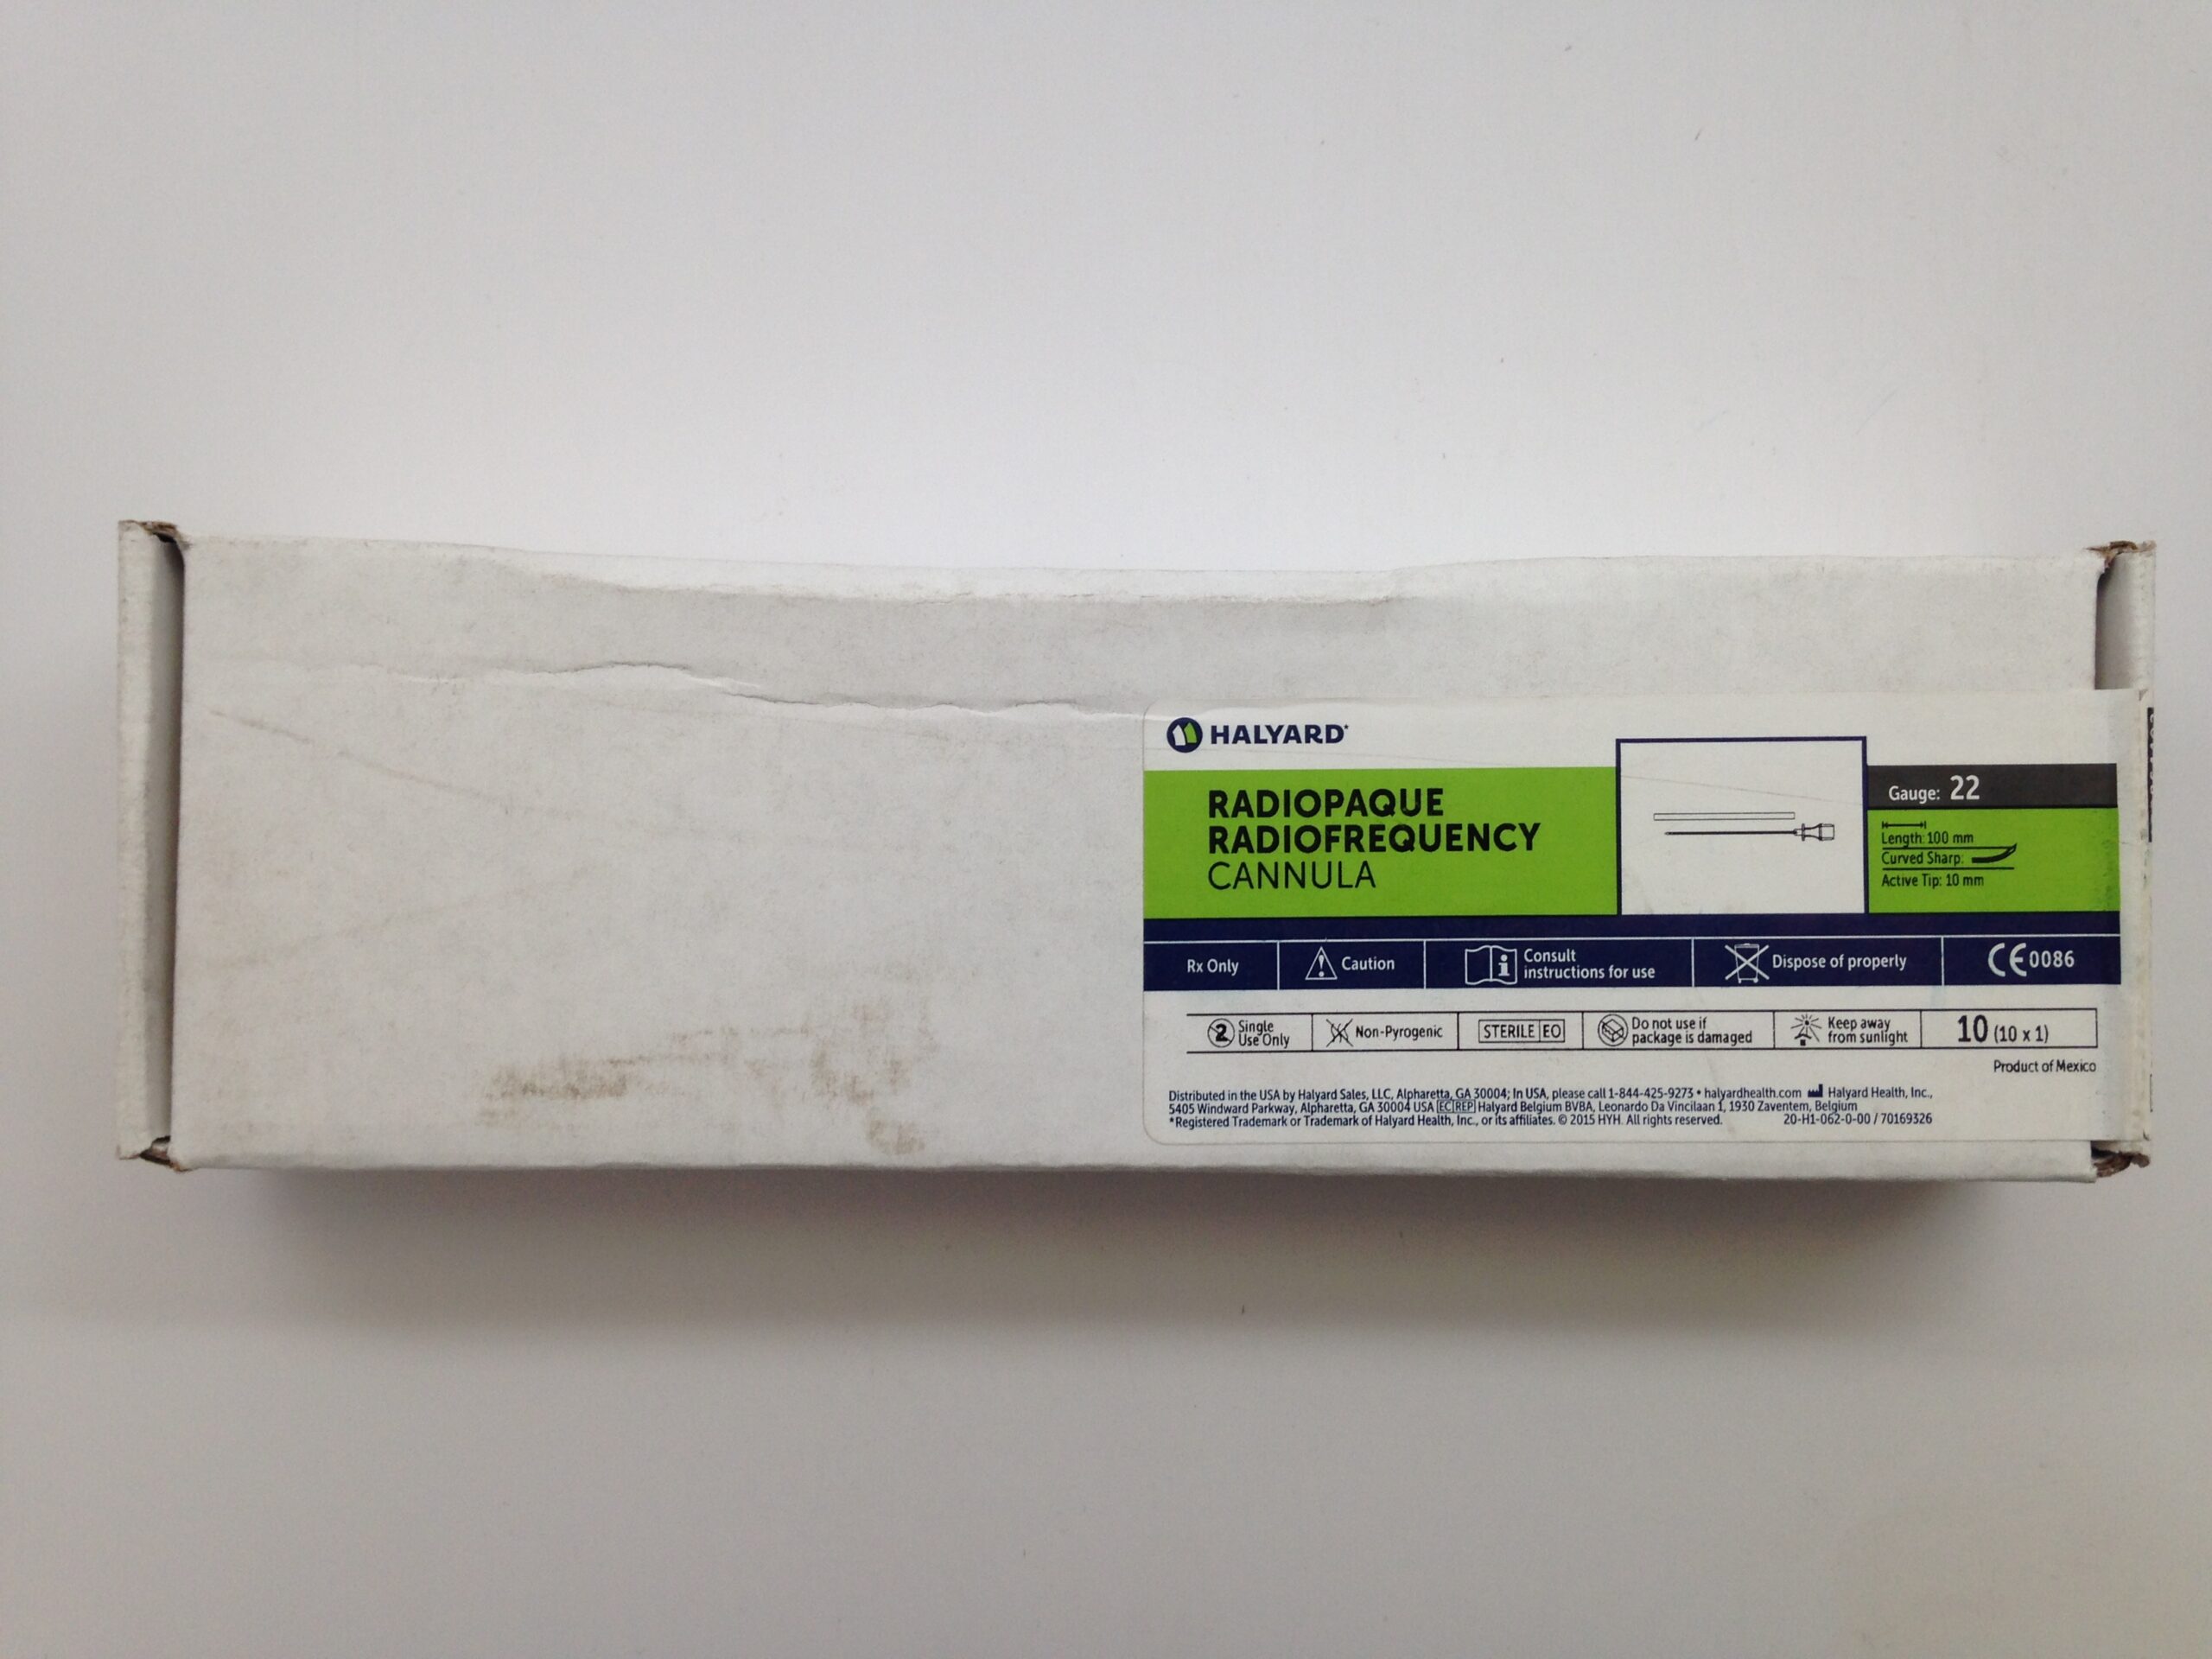 HALYARD*
RADIOPAQUE
RADIOFREQUENCY
CANNULA
Gauge: 22
Length: 100 mm
Curved Sharp:
Active Tip: 10 mm
Rx Only
Caution
Consult
instructions for use
Dispose of properly
CE 0086
2 Single
Use Only
Non-Pyrogenic
STERILE EO
Do not use if
package is damaged
Keep away
from sunlight
10 (10 x 1)
Product of Mexico
Distributed in the USA by Halyard Sales, LLC, Alpharetta, GA 30004; In USA, please call 1-844-425-9273 • halyardhealth.com Halyard Health, Inc.,
5405 Windward Parkway, Alpharetta, GA 30004 USA EC REP Halyard Belgium BVBA, Leonardo Da Vincilaan 1, 1930 Zaventem, Belgium
*Registered Trademark or Trademark of Halyard Health, Inc., or its affiliates. © 2015 HYH. All rights reserved. 20-H1-062-0-00 / 70169326